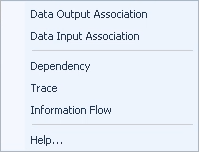 Data Output Association
Data Input Association
Dependency
Trace
Information Flow
Help...